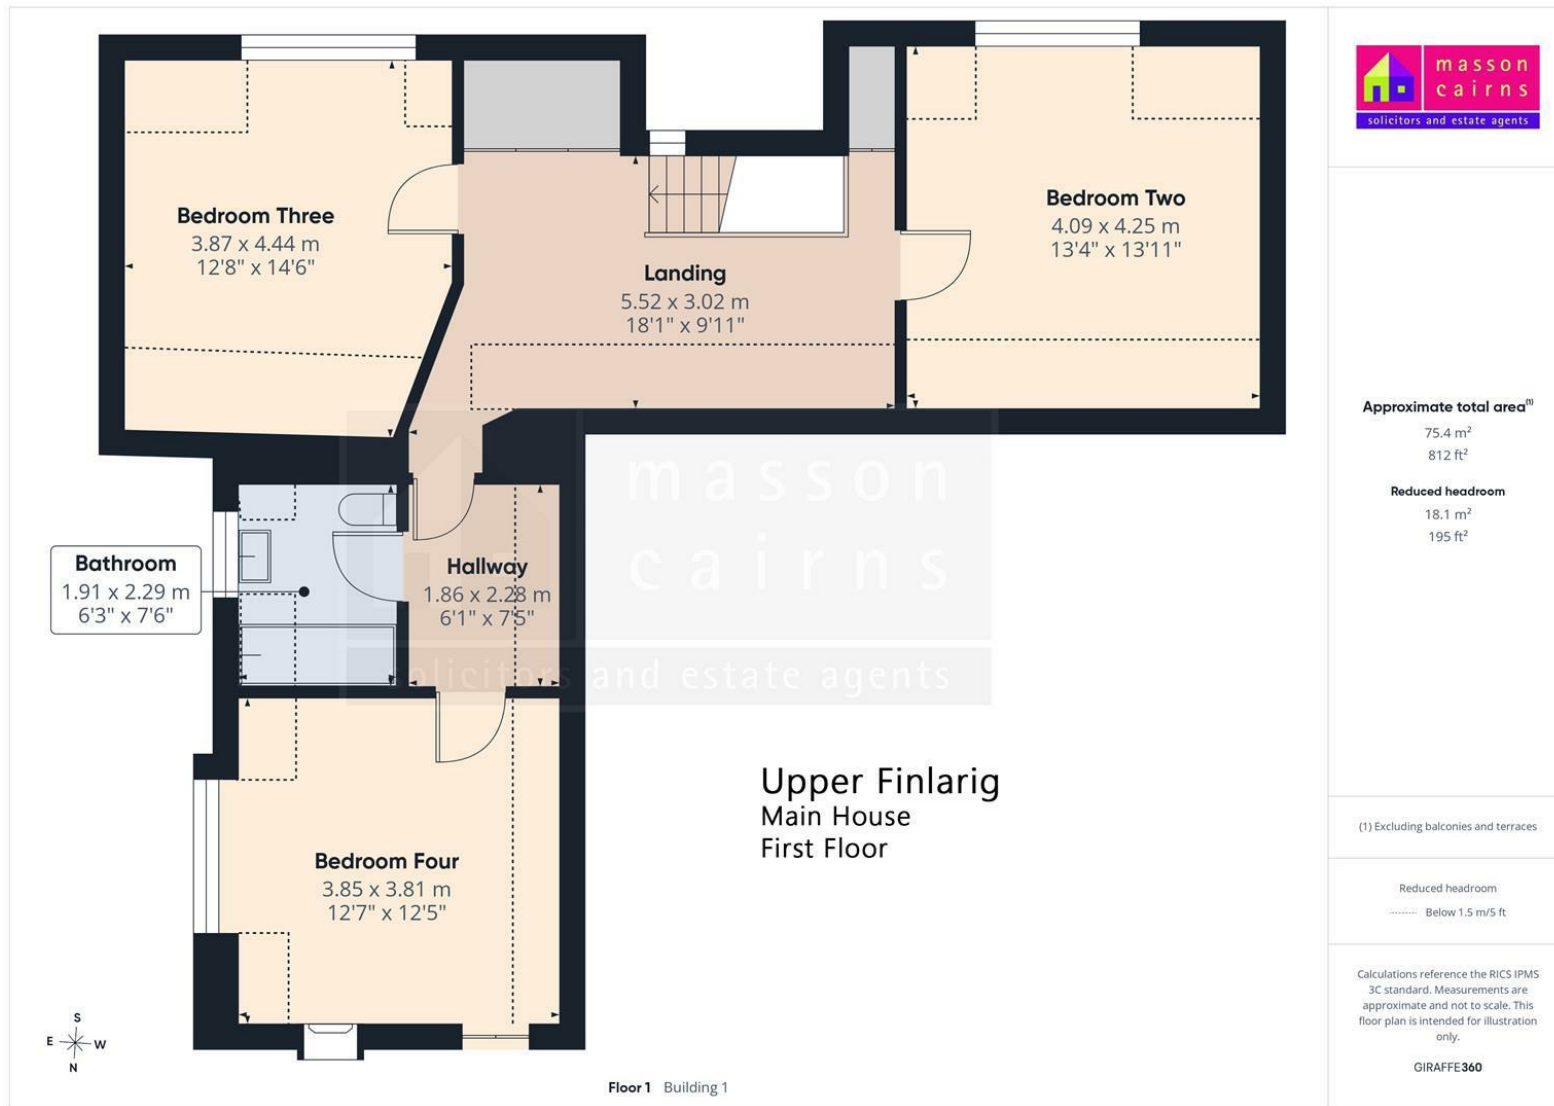 masson
cairns
solicitors and estate agents
Bedroom Three
3.87 x 4.44 m
12'8" x 14'6"
Bedroom Two
4.09 x 4.25 m
13'4" x 13'11"
Landing
5.52 x 3.02 m
18'1" x 9'11"
Bathroom
1.91 x 2.29 m
6'3" x 7'6"
Hallway
1.86 x 2.28 m
6'1" x 7'5"
masson
cairns
solicitors and estate agents
Bedroom Four
3.85 x 3.81 m
12'7" x 12'5"
Upper Finlarig
Main House
First Floor
S
E
W
N
Floor 1 Building 1
Approximate total area(1)
75.4 m²
812 ft²
Reduced headroom
18.1 m²
195 ft²
(1) Excluding balconies and terraces
Reduced headroom
Below 1.5 m/5 ft
Calculations reference the RICS IPMS
3C standard. Measurements are
approximate and not to scale. This
floor plan is intended for illustration
only.
GIRAFFE360